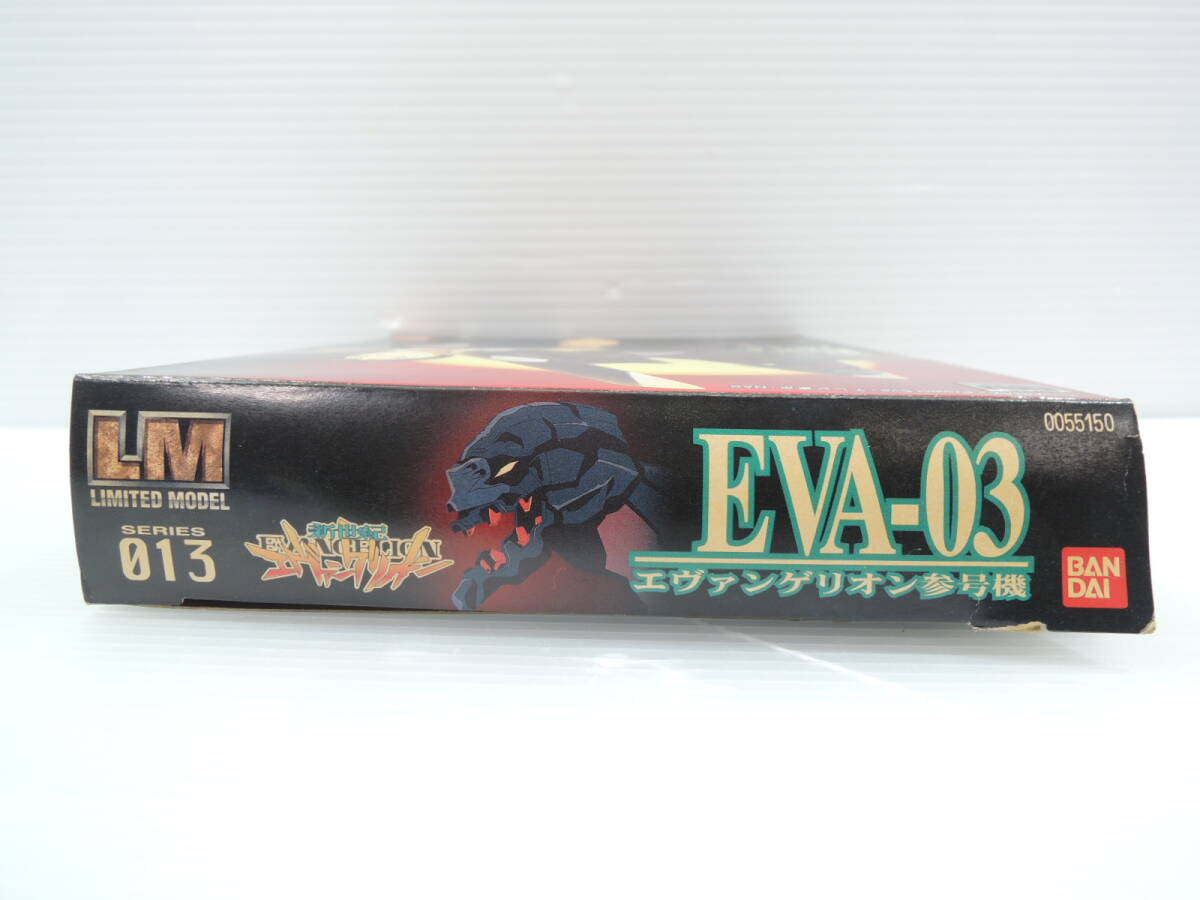 LM
LIMITED MODEL
SERIES
013
新世紀
EVANGELION
エヴァンゲリオン
EVA-03
エヴァンゲリオン参号機
0055150
BAN
DAI